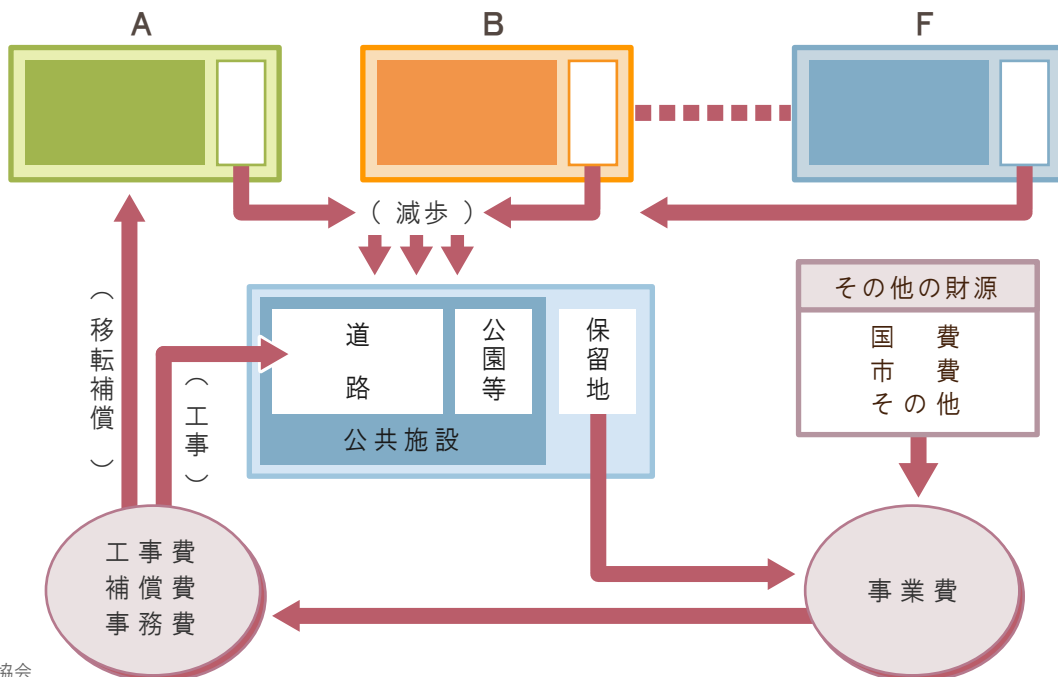 A
B
F
（ 減歩 ）
（移転補償）
（工事）
道路
公園等
保留地
公共施設
その他の財源
国費
市費
その他
工事費
補償費
事務費
事業費
協会